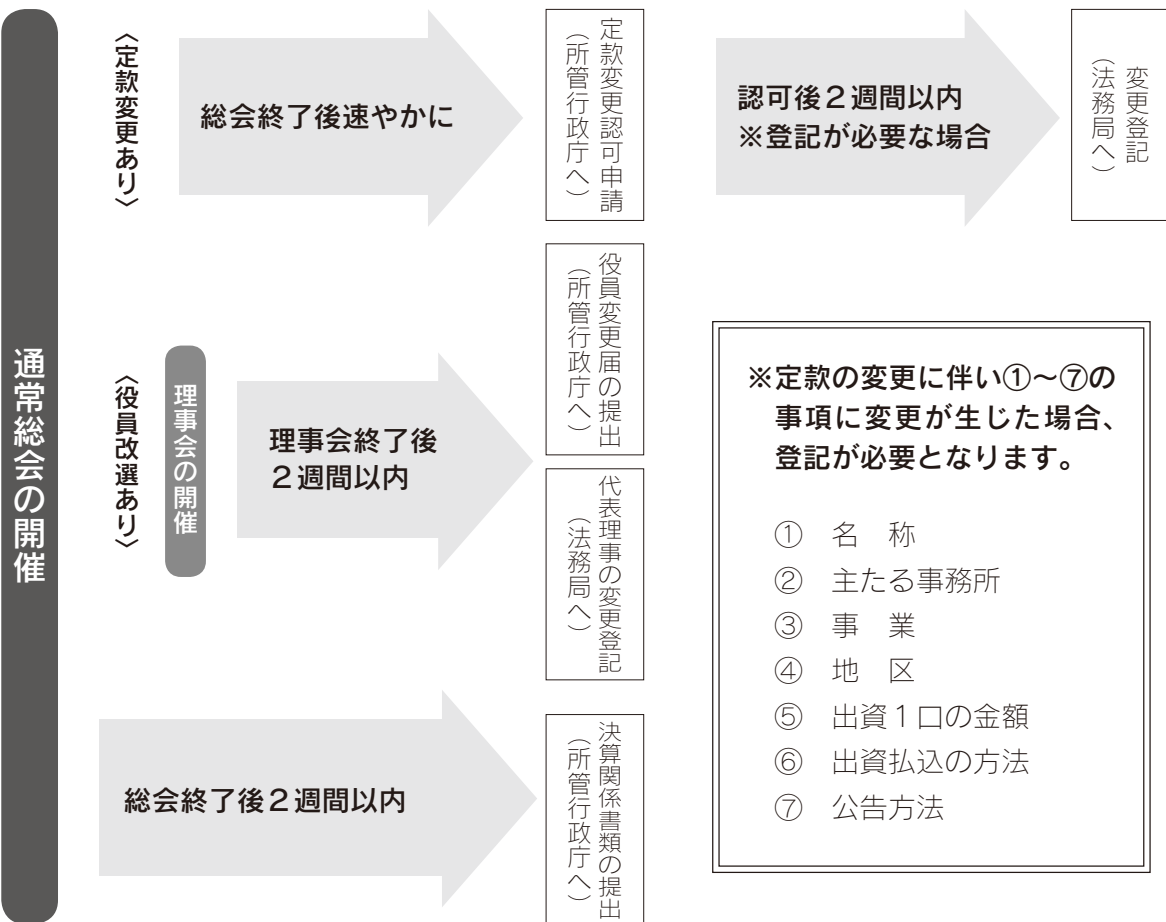 通常総会の開催
〈定款変更あり〉
総会終了後速やかに
定款変更認可申請
（所管行政庁へ）
認可後２週間以内
※登記が必要な場合
変更登記
（法務局へ）
〈役員改選あり〉
理事会の開催
理事会終了後
２週間以内
役員変更届の提出
（所管行政庁へ）
代表理事の変更登記
（法務局へ）
総会終了後２週間以内
決算関係書類の提出
（所管行政庁へ）
※定款の変更に伴い①～⑦の
事項に変更が生じた場合、
登記が必要となります。
① 名　称
② 主たる事務所
③ 事　業
④ 地　区
⑤ 出資１口の金額
⑥ 出資払込の方法
⑦ 公告方法